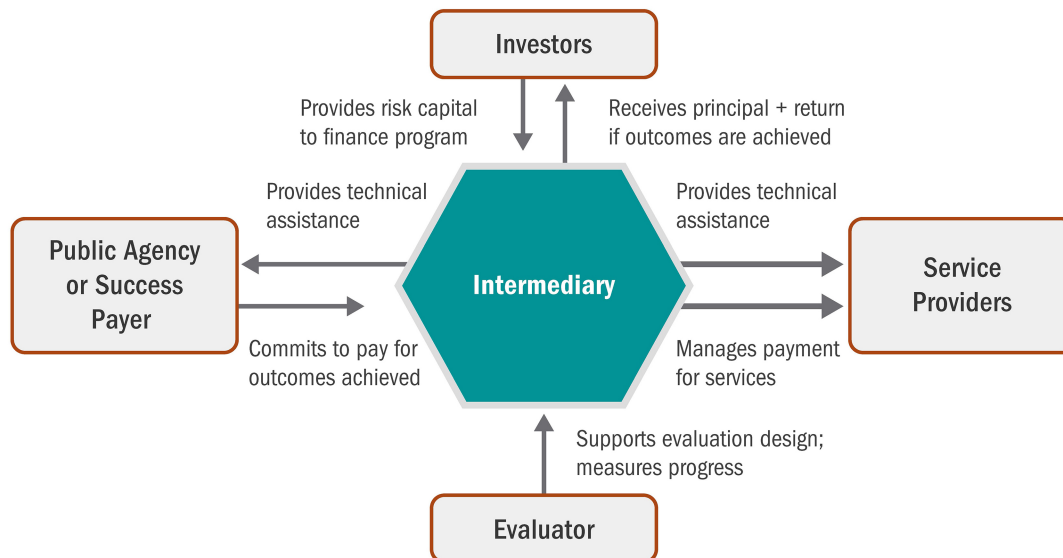 Investors
Provides risk capital
to finance program
Receives principal + return
if outcomes are achieved
Provides technical
assistance
Provides technical
assistance
Public Agency
or Success
Payer
Intermediary
Service
Providers
Commits to pay for
outcomes achieved
Manages payment
for services
Supports evaluation design;
measures progress
Evaluator